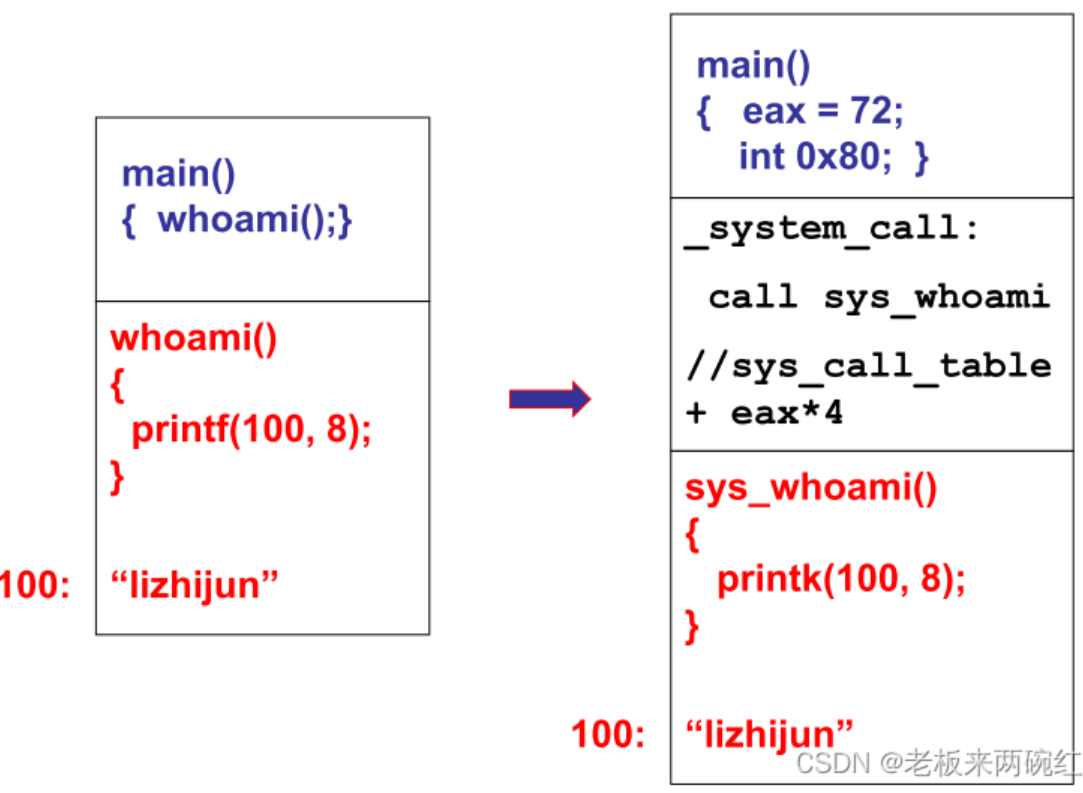 main()
{ whoami();}
whoami()
{
printf(100, 8);
}
100: “lizhijun”
main()
{ eax = 72;
int 0x80; }
_system_call:
call sys_whoami
//sys_call_table
+ eax*4
sys_whoami()
{
printk(100, 8);
}
100: “lizhijun”
CSDN @老板来两碗红